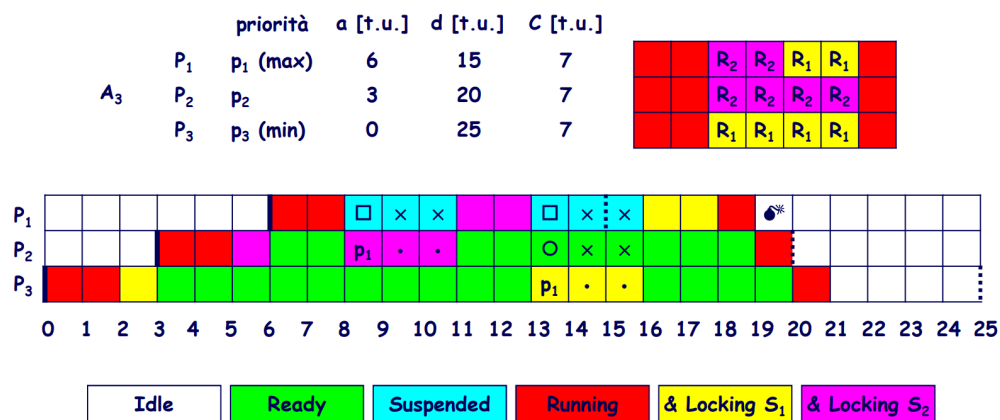 priorità a [t.u.] d [t.u.] C [t.u.]
P₁ p₁ (max) 6 15 7 R₂ R₂ R₁ R₁
A₃ P₂ p₂ 3 20 7 R₂ R₂ R₂ R₂
P₃ p₃ (min) 0 25 7 R₁ R₁ R₁ R₁
P₁
P₂ p₁
P₃ p₁
0 1 2 3 4 5 6 7 8 9 10 11 12 13 14 15 16 17 18 19 20 21 22 23 24 25
Idle Ready Suspended Running & Locking S₁ & Locking S₂